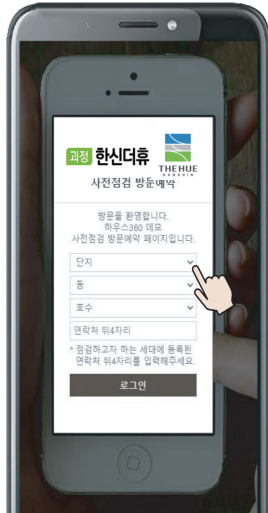 괴정 한신더휴
THE HUE
HANSHIN
사전점검 방문예약
방문을 환영합니다.
하우스360 데모
사전점검 방문예약 페이지입니다.
단지
동
호수
연락처 뒤4자리
* 점검하고자 하는 세대에 등록된
연락처 뒤4자리를 입력해주세요.
로그인